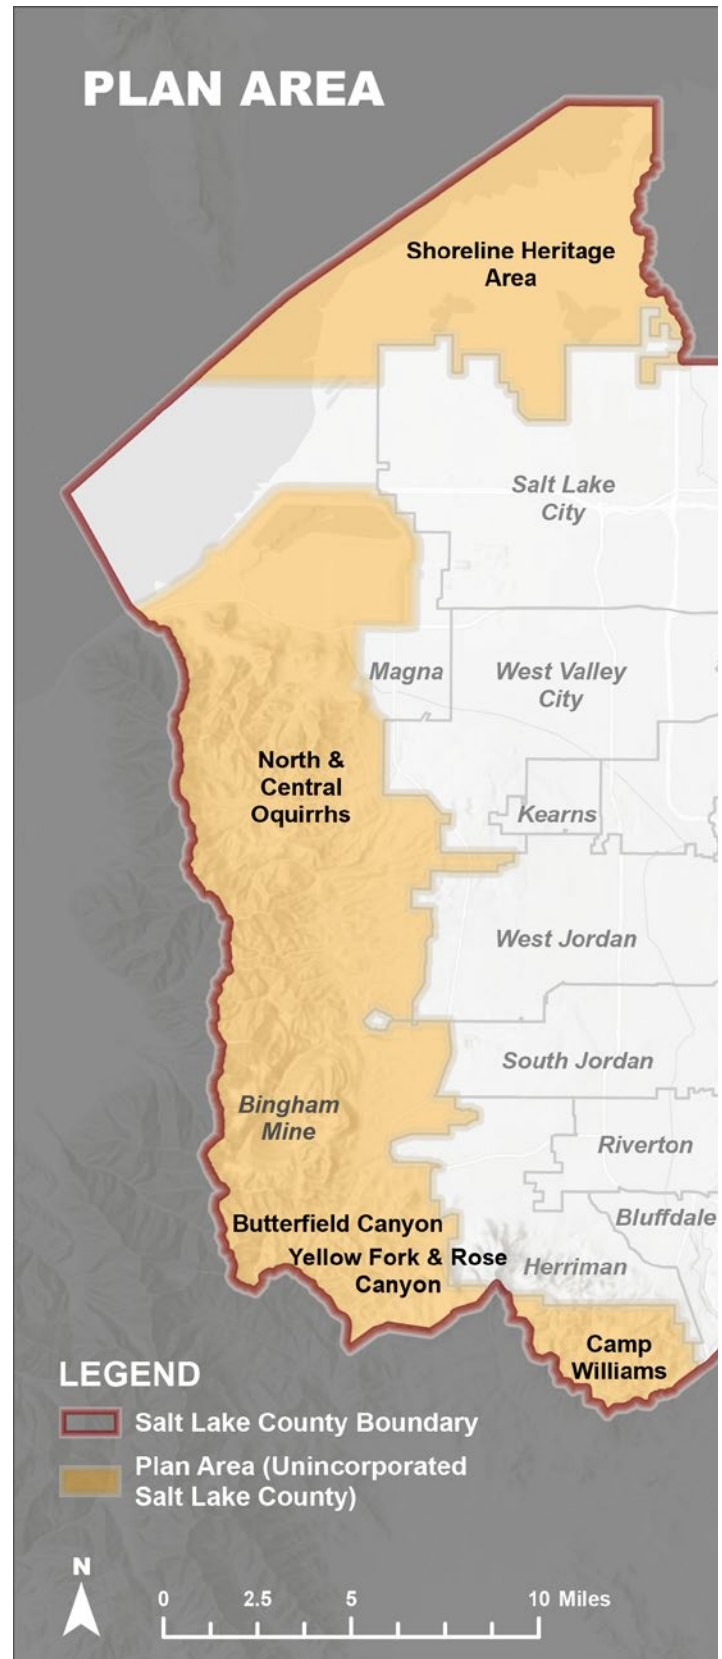 PLAN AREA
Shoreline Heritage
Area
Salt Lake
City
Magna
West Valley
City
North &
Central
Oquirrhs
Kearns
West Jordan
South Jordan
Bingham
Mine
Riverton
Butterfield Canyon
Bluffdale
Yellow Fork & Rose
Canyon
Herriman
Camp
Williams
LEGEND
Salt Lake County Boundary
Plan Area (Unincorporated
Salt Lake County)
N
0 2.5 5 10 Miles